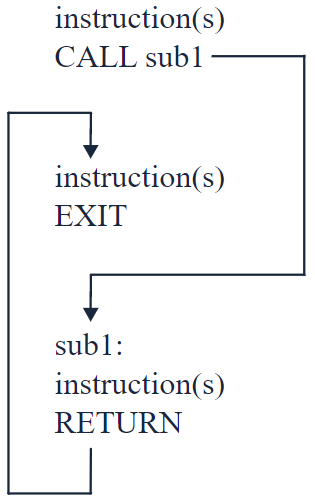 instruction(s)
CALL sub1
instruction(s)
EXIT
sub1:
instruction(s)
RETURN